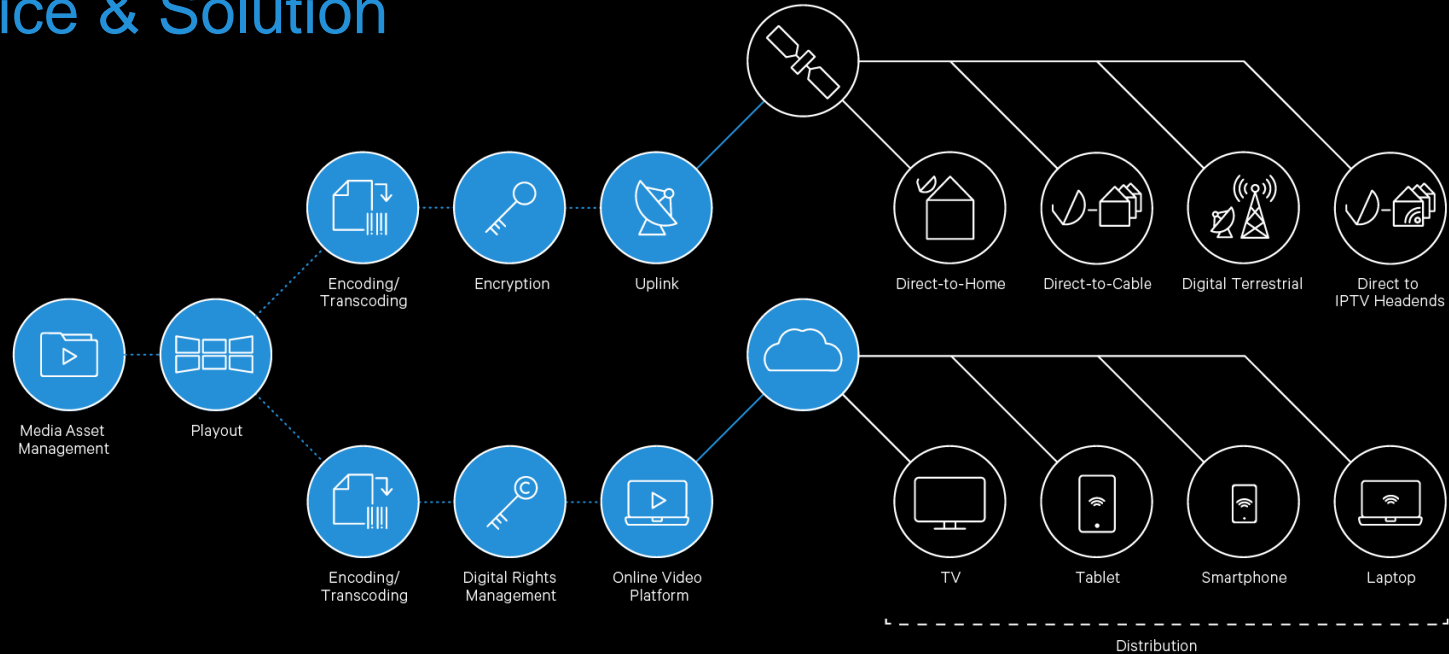 ice & Solution
Encoding/
Transcoding
Encryption
Uplink
Direct-to-Home
Direct-to-Cable
Digital Terrestrial
Direct to
IPTV Headends
Media Asset
Management
Playout
Encoding/
Transcoding
Digital Rights
Management
Online Video
Platform
TV
Tablet
Smartphone
Laptop
Distribution